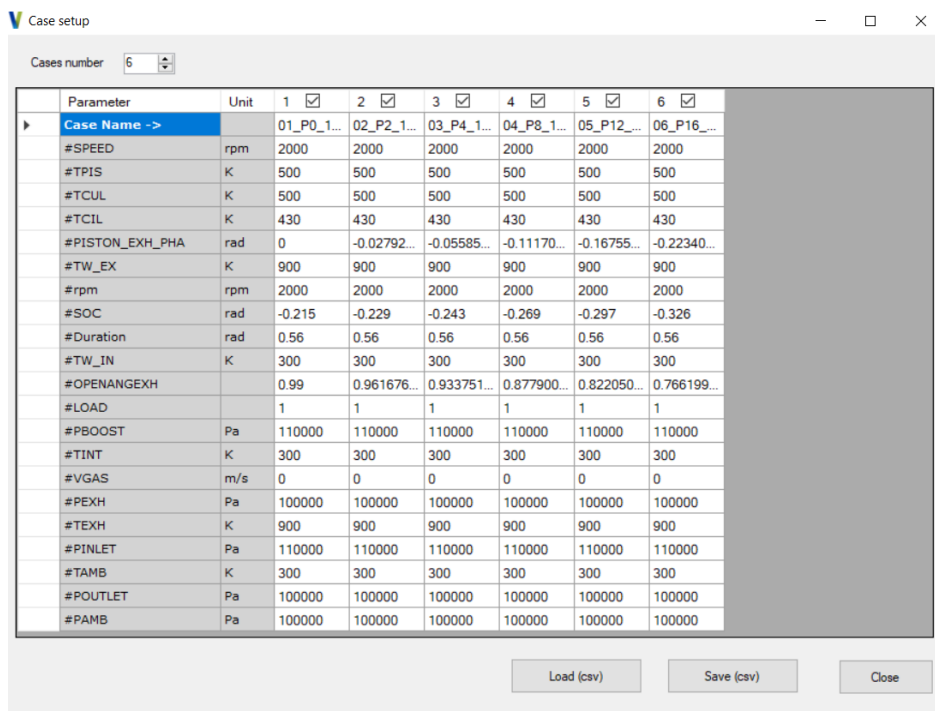 Case setup
Cases number 6
Parameter Unit 1 2 3 4 5 6
Case Name -> 01_P0_1... 02_P2_1... 03_P4_1... 04_P8_1... 05_P12_... 06_P16_...
#SPEED rpm 2000 2000 2000 2000 2000 2000
#TPIS K 500 500 500 500 500 500
#TCUL K 500 500 500 500 500 500
#TCIL K 430 430 430 430 430 430
#PISTON_EXH_PHA rad 0 -0.02792... -0.05585... -0.11170... -0.16755... -0.22340...
#TW_EX K 900 900 900 900 900 900
#rpm rpm 2000 2000 2000 2000 2000 2000
#SOC rad -0.215 -0.229 -0.243 -0.269 -0.297 -0.326
#Duration rad 0.56 0.56 0.56 0.56 0.56 0.56
#TW_IN K 300 300 300 300 300 300
#OPENANGEXH 0.99 0.961676... 0.933751... 0.877900... 0.822050... 0.766199...
#LOAD 1 1 1 1 1 1
#PBOOST Pa 110000 110000 110000 110000 110000 110000
#TINT K 300 300 300 300 300 300
#VGAS m/s 0 0 0 0 0 0
#PEXH Pa 100000 100000 100000 100000 100000 100000
#TEXH K 900 900 900 900 900 900
#PINLET Pa 110000 110000 110000 110000 110000 110000
#TAMB K 300 300 300 300 300 300
#POUTLET Pa 100000 100000 100000 100000 100000 100000
#PAMB Pa 100000 100000 100000 100000 100000 100000
Load (csv) Save (csv) Close